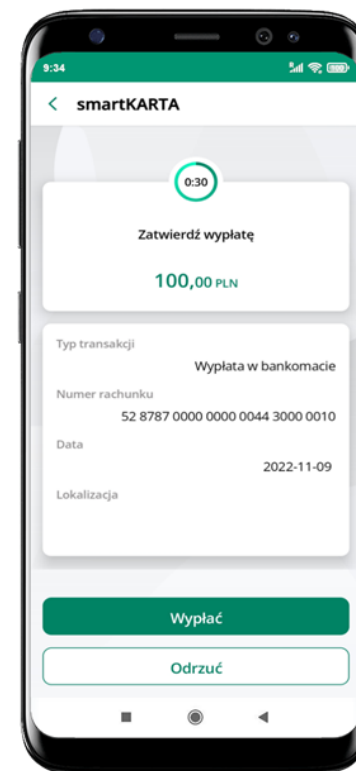 9:34
smartKARTA
0:30
Zatwierdź wypłatę
100,00 PLN
Typ transakcji
Wypłata w bankomacie
Numer rachunku
52 8787 0000 0000 0044 3000 0010
Data
2022-11-09
Lokalizacja
Wypłać
Odrzuć